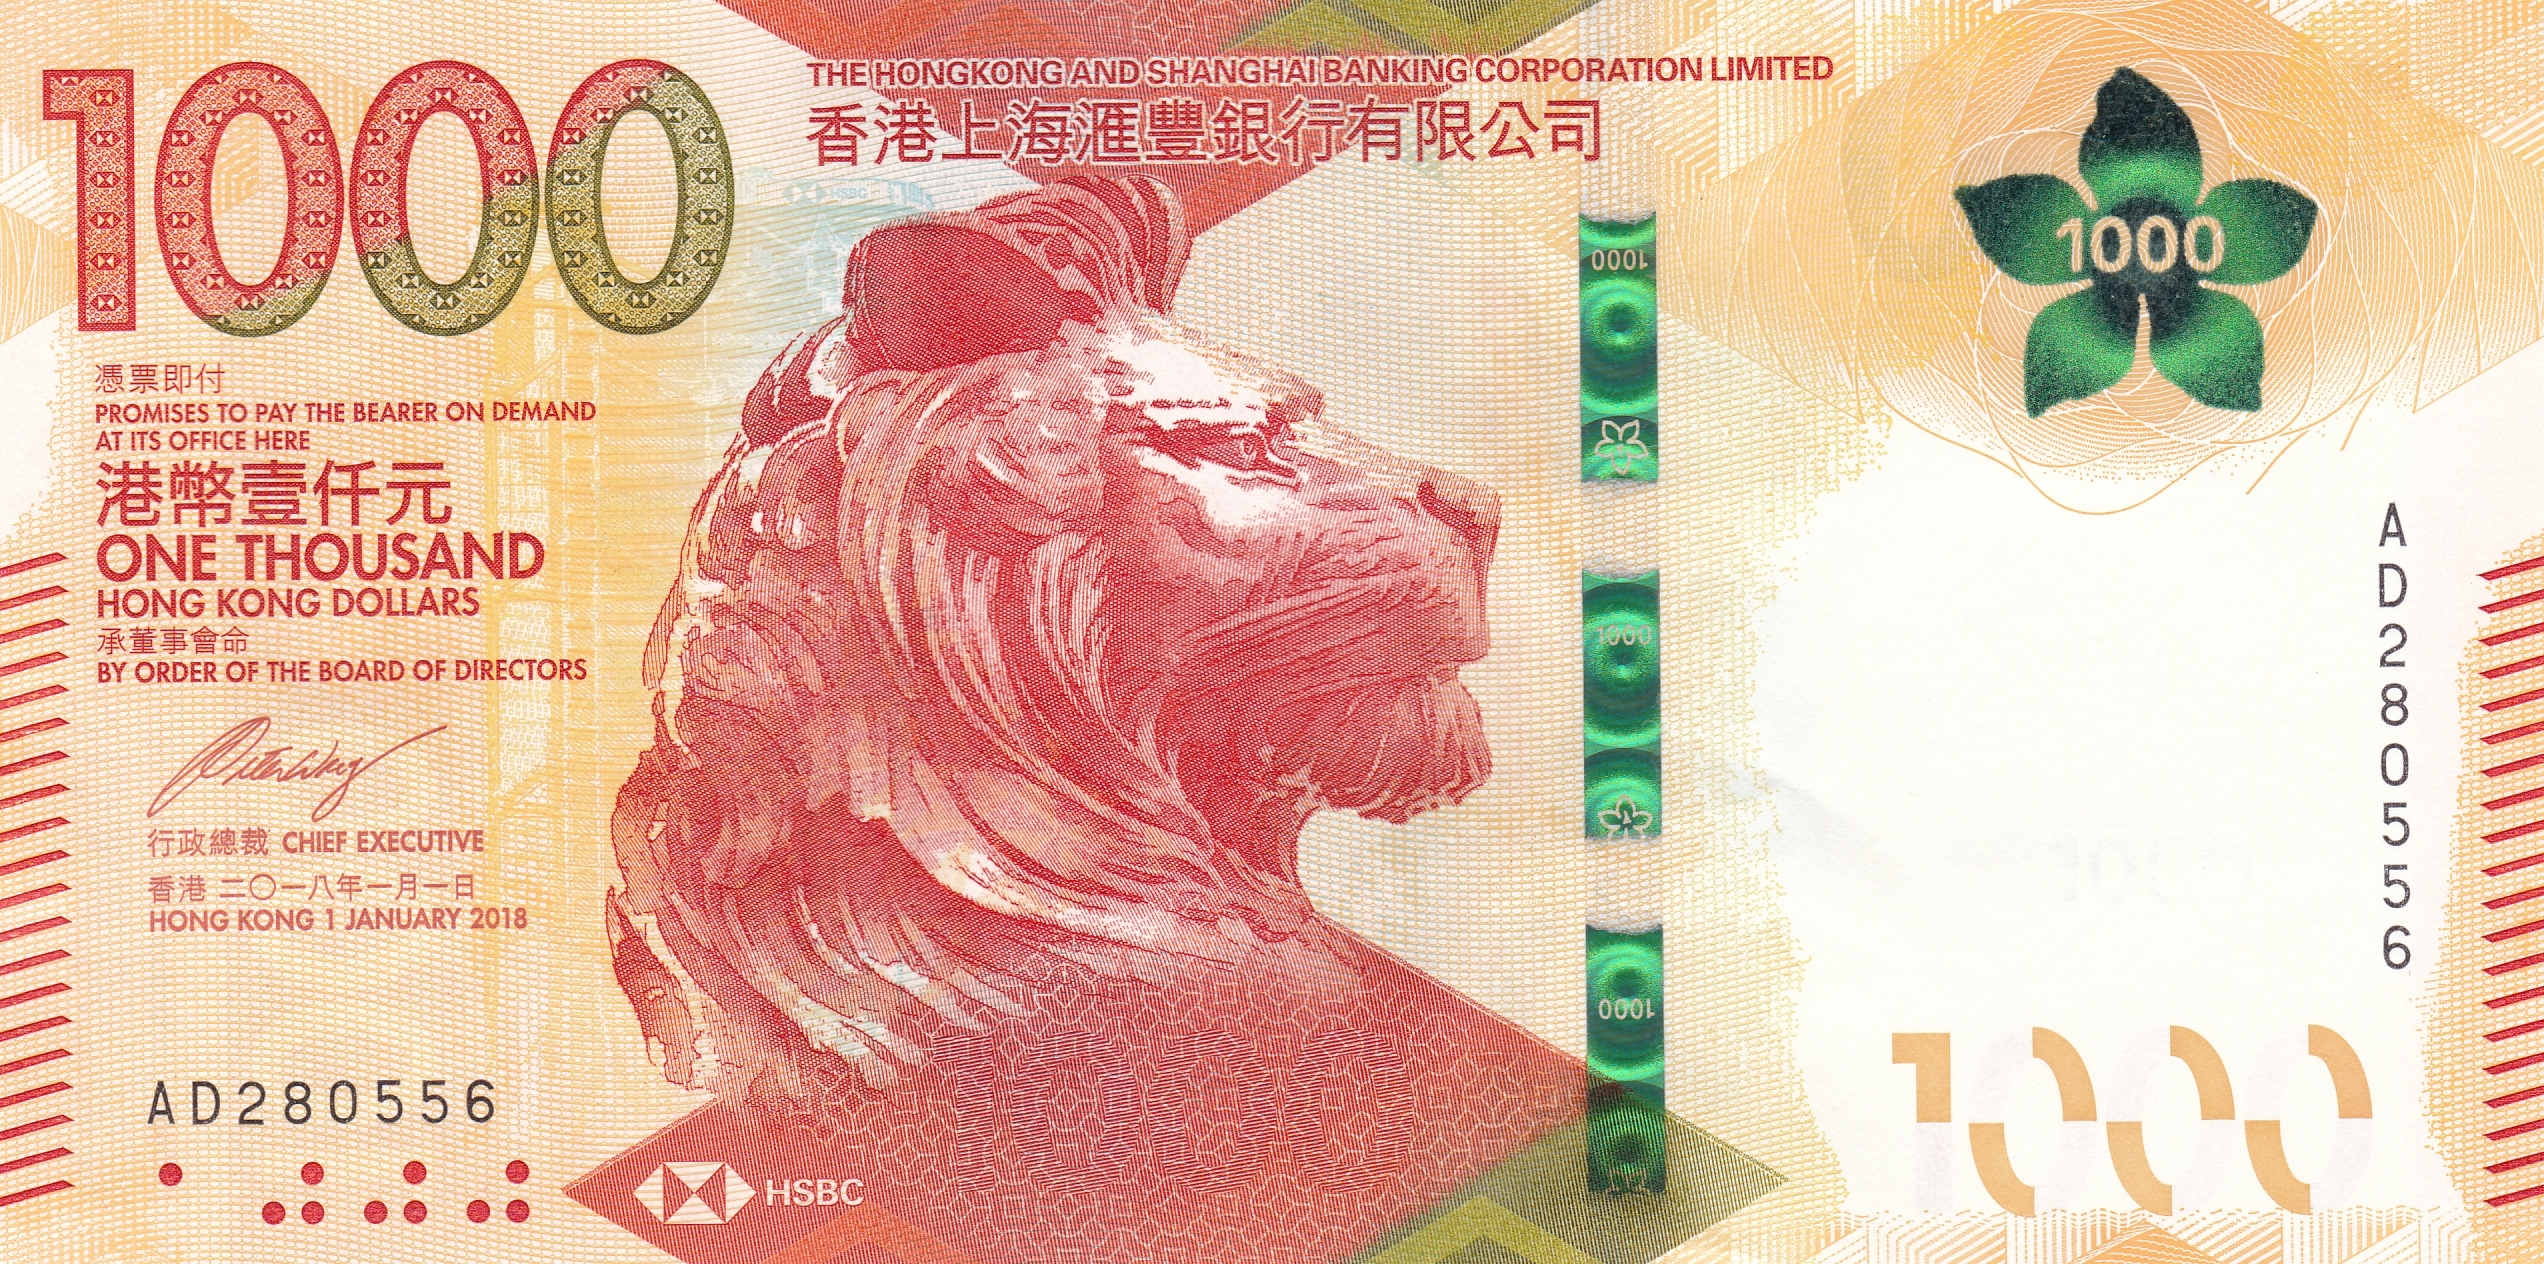 1000
THE HONGKONG AND SHANGHAI BANKING CORPORATION LIMITED
香港上海滙豐銀行有限公司
HSBC
1000
1000
憑票即付
PROMISES TO PAY THE BEARER ON DEMAND
AT ITS OFFICE HERE
港幣壹仟元
ONE THOUSAND
HONG KONG DOLLARS
承董事會命
BY ORDER OF THE BOARD OF DIRECTORS
行政總裁 CHIEF EXECUTIVE
香港 二〇一八年一月一日
HONG KONG 1 JANUARY 2018
AD280556
1000
1000
1000
HSBC
AD280556
1000